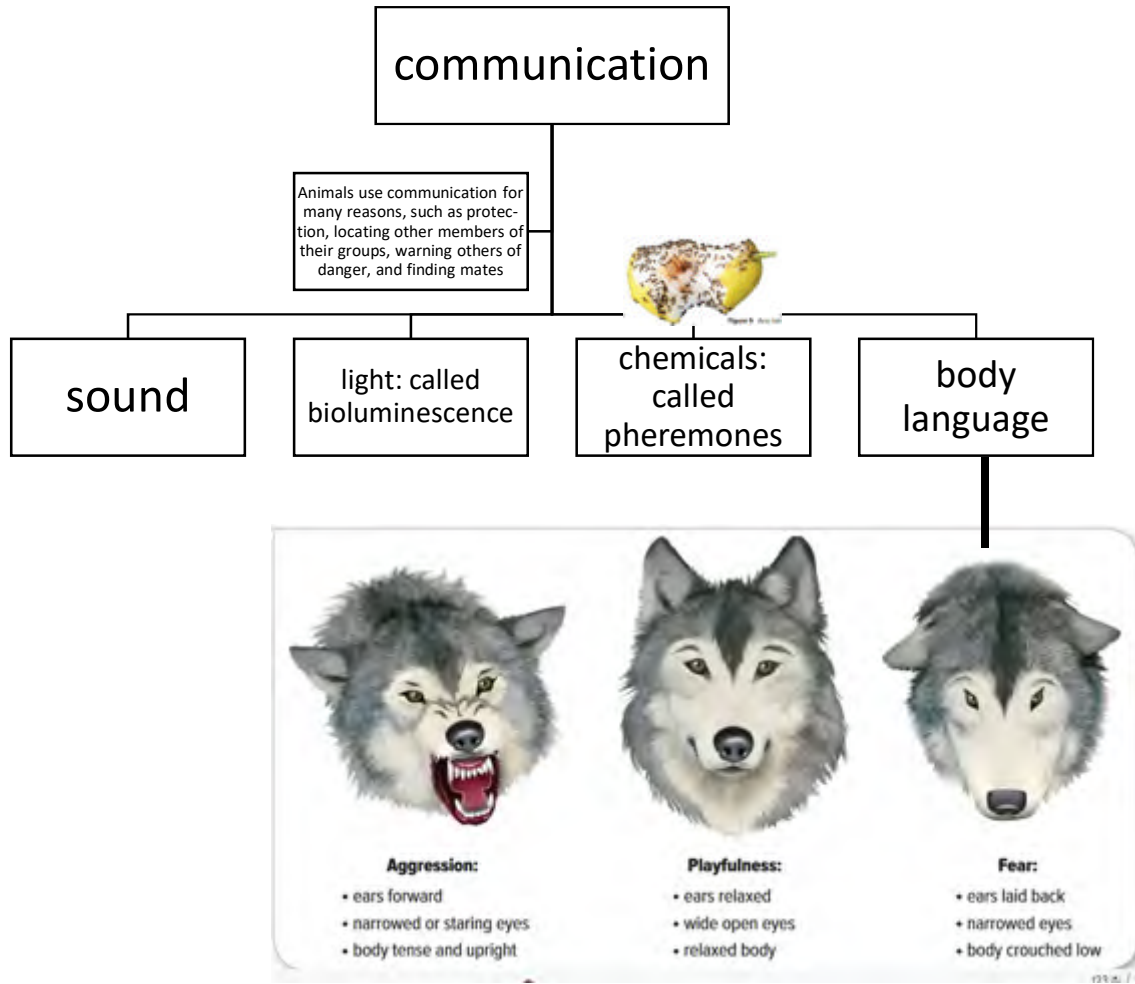 communication
Animals use communication for
many reasons, such as protec-
tion, locating other members of
their groups, warning others of
danger, and finding mates
sound
light: called
bioluminescence
chemicals:
called
pheremones
body
language
Aggression:
• ears forward
• narrowed or staring eyes
• body tense and upright
Playfulness:
• ears relaxed
• wide open eyes
• relaxed body
Fear:
• ears laid back
• narrowed eyes
• body crouched low